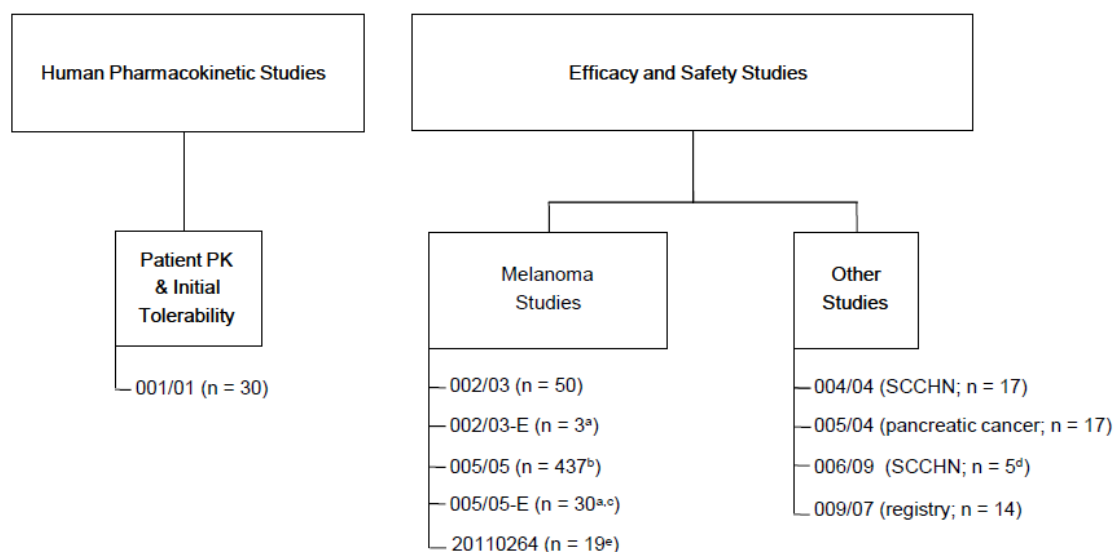 Human Pharmacokinetic Studies
Efficacy and Safety Studies
Patient PK
& Initial
Tolerability
Melanoma
Studies
Other
Studies
001/01 (n = 30)
002/03 (n = 50)
002/03-E (n = 3ᵃ)
005/05 (n = 437ᵇ)
005/05-E (n = 30ᵃ,ᶜ)
20110264 (n = 19ᵉ)
004/04 (SCCHN; n = 17)
005/04 (pancreatic cancer; n = 17)
006/09 (SCCHN; n = 5ᵈ)
009/07 (registry; n = 14)